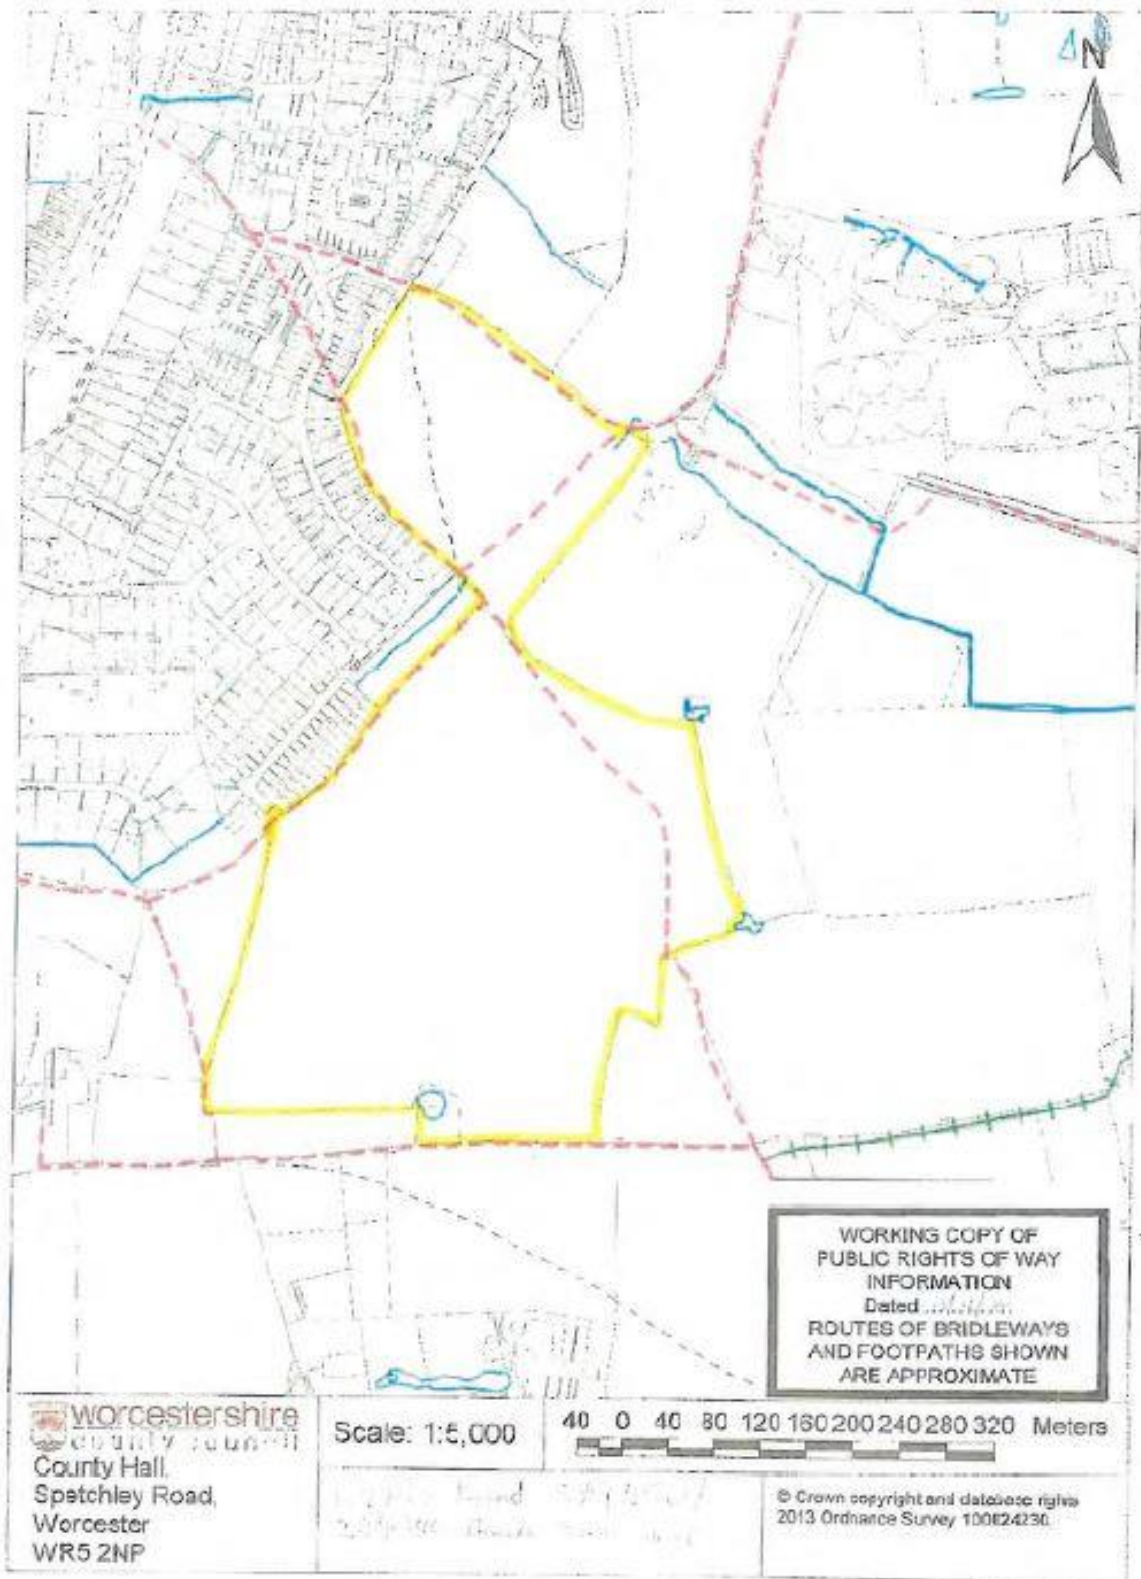 N
WORKING COPY OF
PUBLIC RIGHTS OF WAY
INFORMATION
Dated
ROUTES OF BRIDLEWAYS
AND FOOTPATHS SHOWN
ARE APPROXIMATE
worcestershire
county council
County Hall,
Spetchley Road,
Worcester
WR5 2NP
Scale: 1:5,000
40 0 40 80 120 160 200 240 280 320 Meters
© Crown copyright and database rights
2013 Ordnance Survey 100024230.